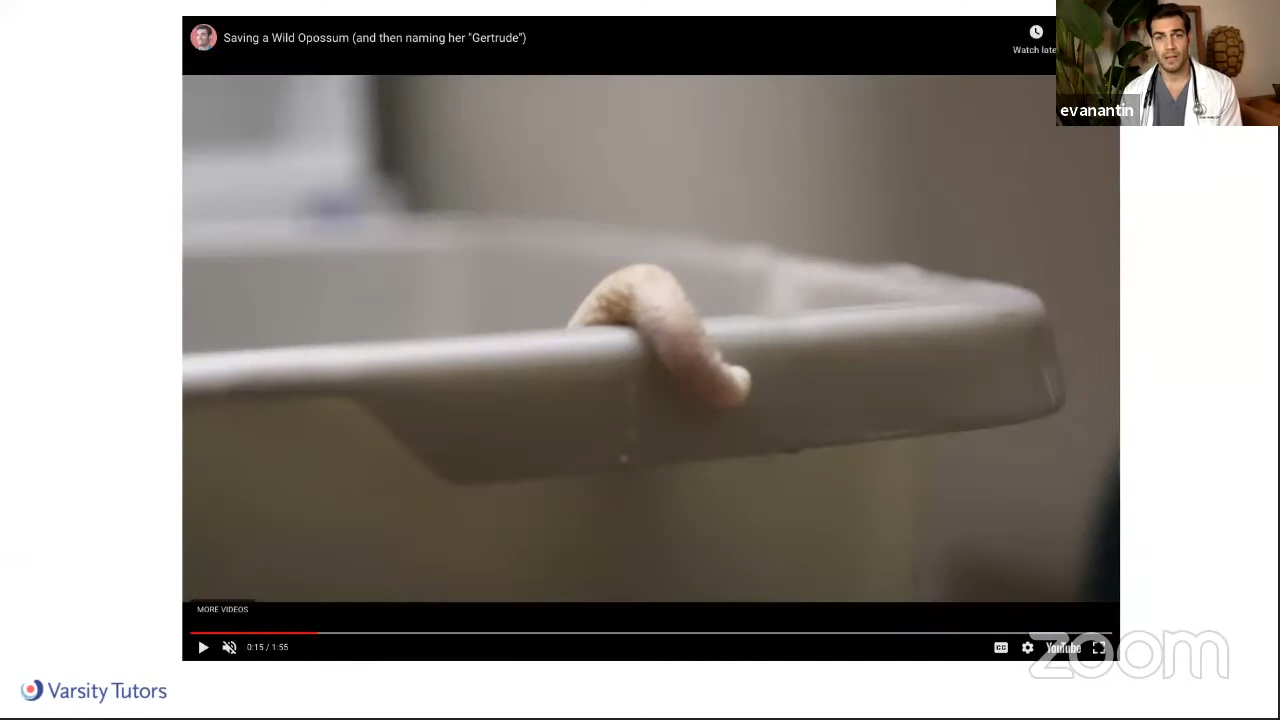 Saving a Wild Opossum (and then naming her "Gertrude")
Watch late
evanantin
MORE VIDEOS
0:15 / 1:55
CC
YouTube
zoom
Varsity Tutors